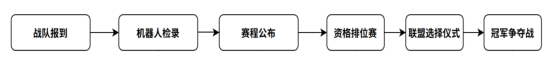 战队报到
机器人检录
赛程公布
资格排位赛
联盟选择仪式
冠军争夺战